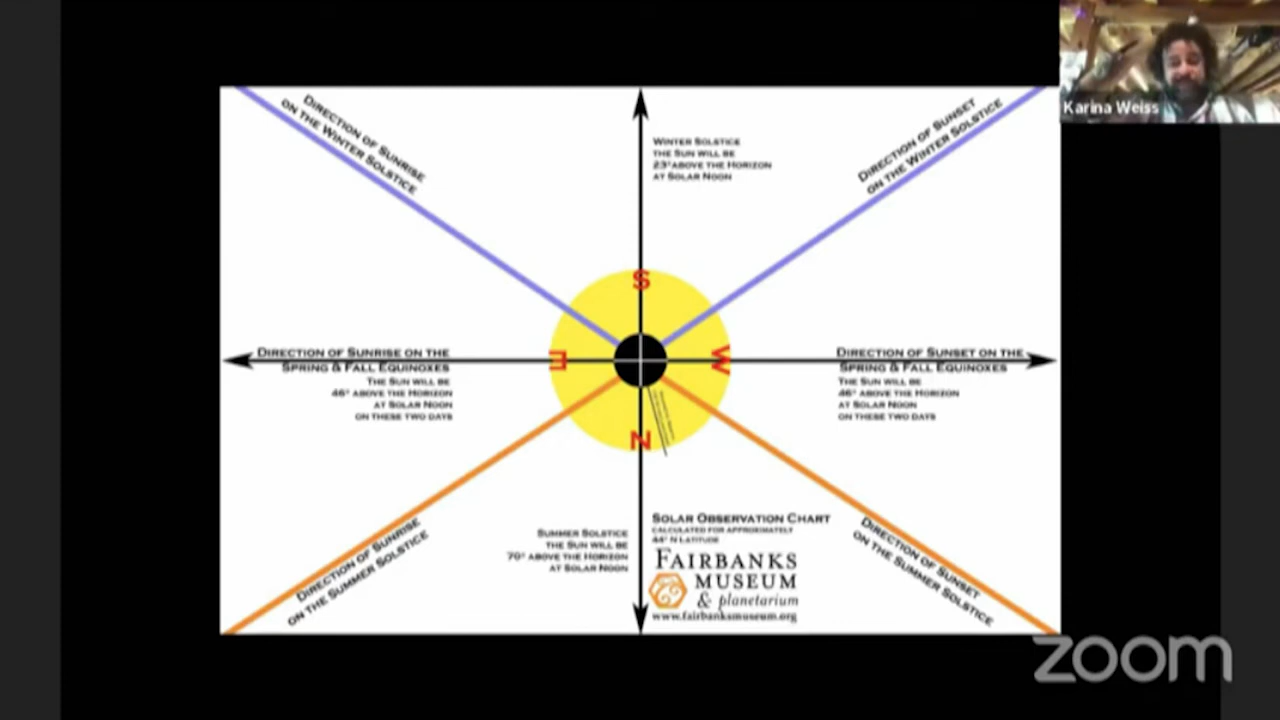 Karina Weiss
DIRECTION OF SUNRISE
ON THE WINTER SOLSTICE
WINTER SOLSTICE
THE SUN WILL BE
23° ABOVE THE HORIZON
AT SOLAR NOON
DIRECTION OF SUNSET
ON THE WINTER SOLSTICE
S
E
W
N
DIRECTION OF SUNRISE ON THE
SPRING & FALL EQUINOXES
THE SUN WILL BE
46° ABOVE THE HORIZON
AT SOLAR NOON
ON THESE TWO DAYS
DIRECTION OF SUNSET ON THE
SPRING & FALL EQUINOXES
THE SUN WILL BE
46° ABOVE THE HORIZON
AT SOLAR NOON
ON THESE TWO DAYS
DIRECTION OF SUNRISE
ON THE SUMMER SOLSTICE
SUMMER SOLSTICE
THE SUN WILL BE
70° ABOVE THE HORIZON
AT SOLAR NOON
SOLAR OBSERVATION CHART
CALCULATED FOR APPROXIMATELY
44° N LATITUDE
FAIRBANKS
MUSEUM
& planetarium
www.fairbanksmuseum.org
DIRECTION OF SUNSET
ON THE SUMMER SOLSTICE
zoom